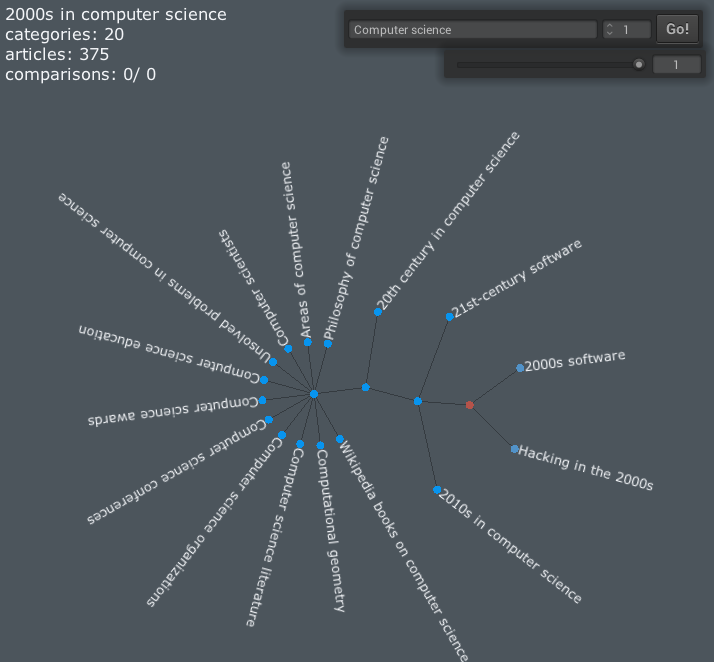 2000s in computer science
categories: 20
articles: 375
comparisons: 0/ 0
Computer science
1
Go!
1
Philosophy of computer science
20th century in computer science
Areas of computer science
Computer scientists
Unsolved problems in computer science
21st-century software
Computer science education
2000s software
Computer science awards
Hacking in the 2000s
Computer science conferences
2010s in computer science
Computer science organizations
Computer science literature
Computational geometry
Wikipedia books on computer science